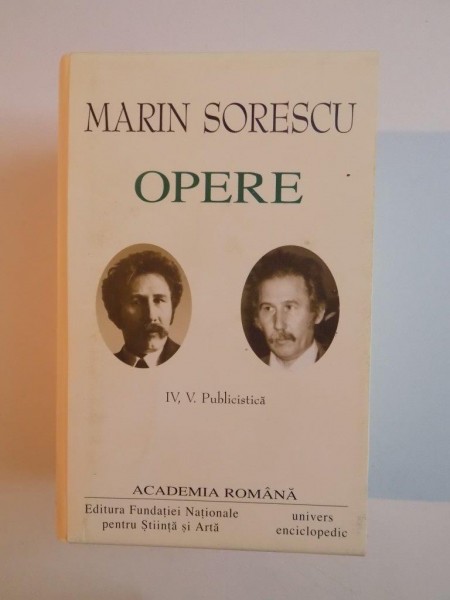 MARIN SORESCU
OPERE
IV, V. Publicistică
ACADEMIA ROMÂNĂ
Editura Fundației Naționale
pentru Știință și Artă
univers
enciclopedic